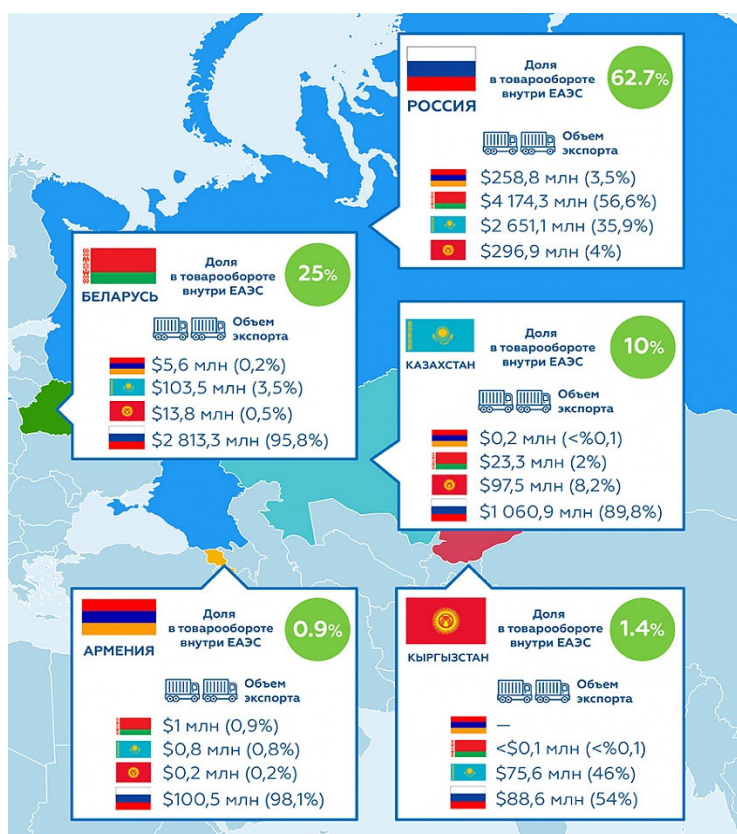 РОССИЯ
Доля
в товарообороте
внутри ЕАЭС
62.7%
Объем
экспорта
$258,8 млн (3,5%)
$4 174,3 млн (56,6%)
$2 651,1 млн (35,9%)
$296,9 млн (4%)
БЕЛАРУСЬ
Доля
в товарообороте
внутри ЕАЭС
25%
Объем
экспорта
$5,6 млн (0,2%)
$103,5 млн (3,5%)
$13,8 млн (0,5%)
$2 813,3 млн (95,8%)
КАЗАХСТАН
Доля
в товарообороте
внутри ЕАЭС
10%
Объем
экспорта
$0,2 млн (<%0,1)
$23,3 млн (2%)
$97,5 млн (8,2%)
$1 060,9 млн (89,8%)
АРМЕНИЯ
Доля
в товарообороте
внутри ЕАЭС
0.9%
Объем
экспорта
$1 млн (0,9%)
$0,8 млн (0,8%)
$0,2 млн (0,2%)
$100,5 млн (98,1%)
КЫРГЫЗСТАН
Доля
в товарообороте
внутри ЕАЭС
1.4%
Объем
экспорта
—
<$0,1 млн (<%0,1)
$75,6 млн (46%)
$88,6 млн (54%)